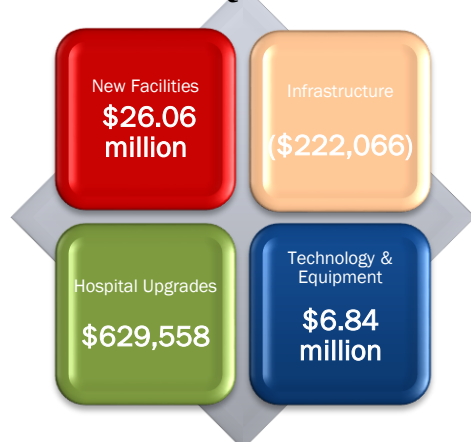 New Facilities
$26.06
million
Infrastructure
($222,066)
Hospital Upgrades
$629,558
Technology &
Equipment
$6.84
million